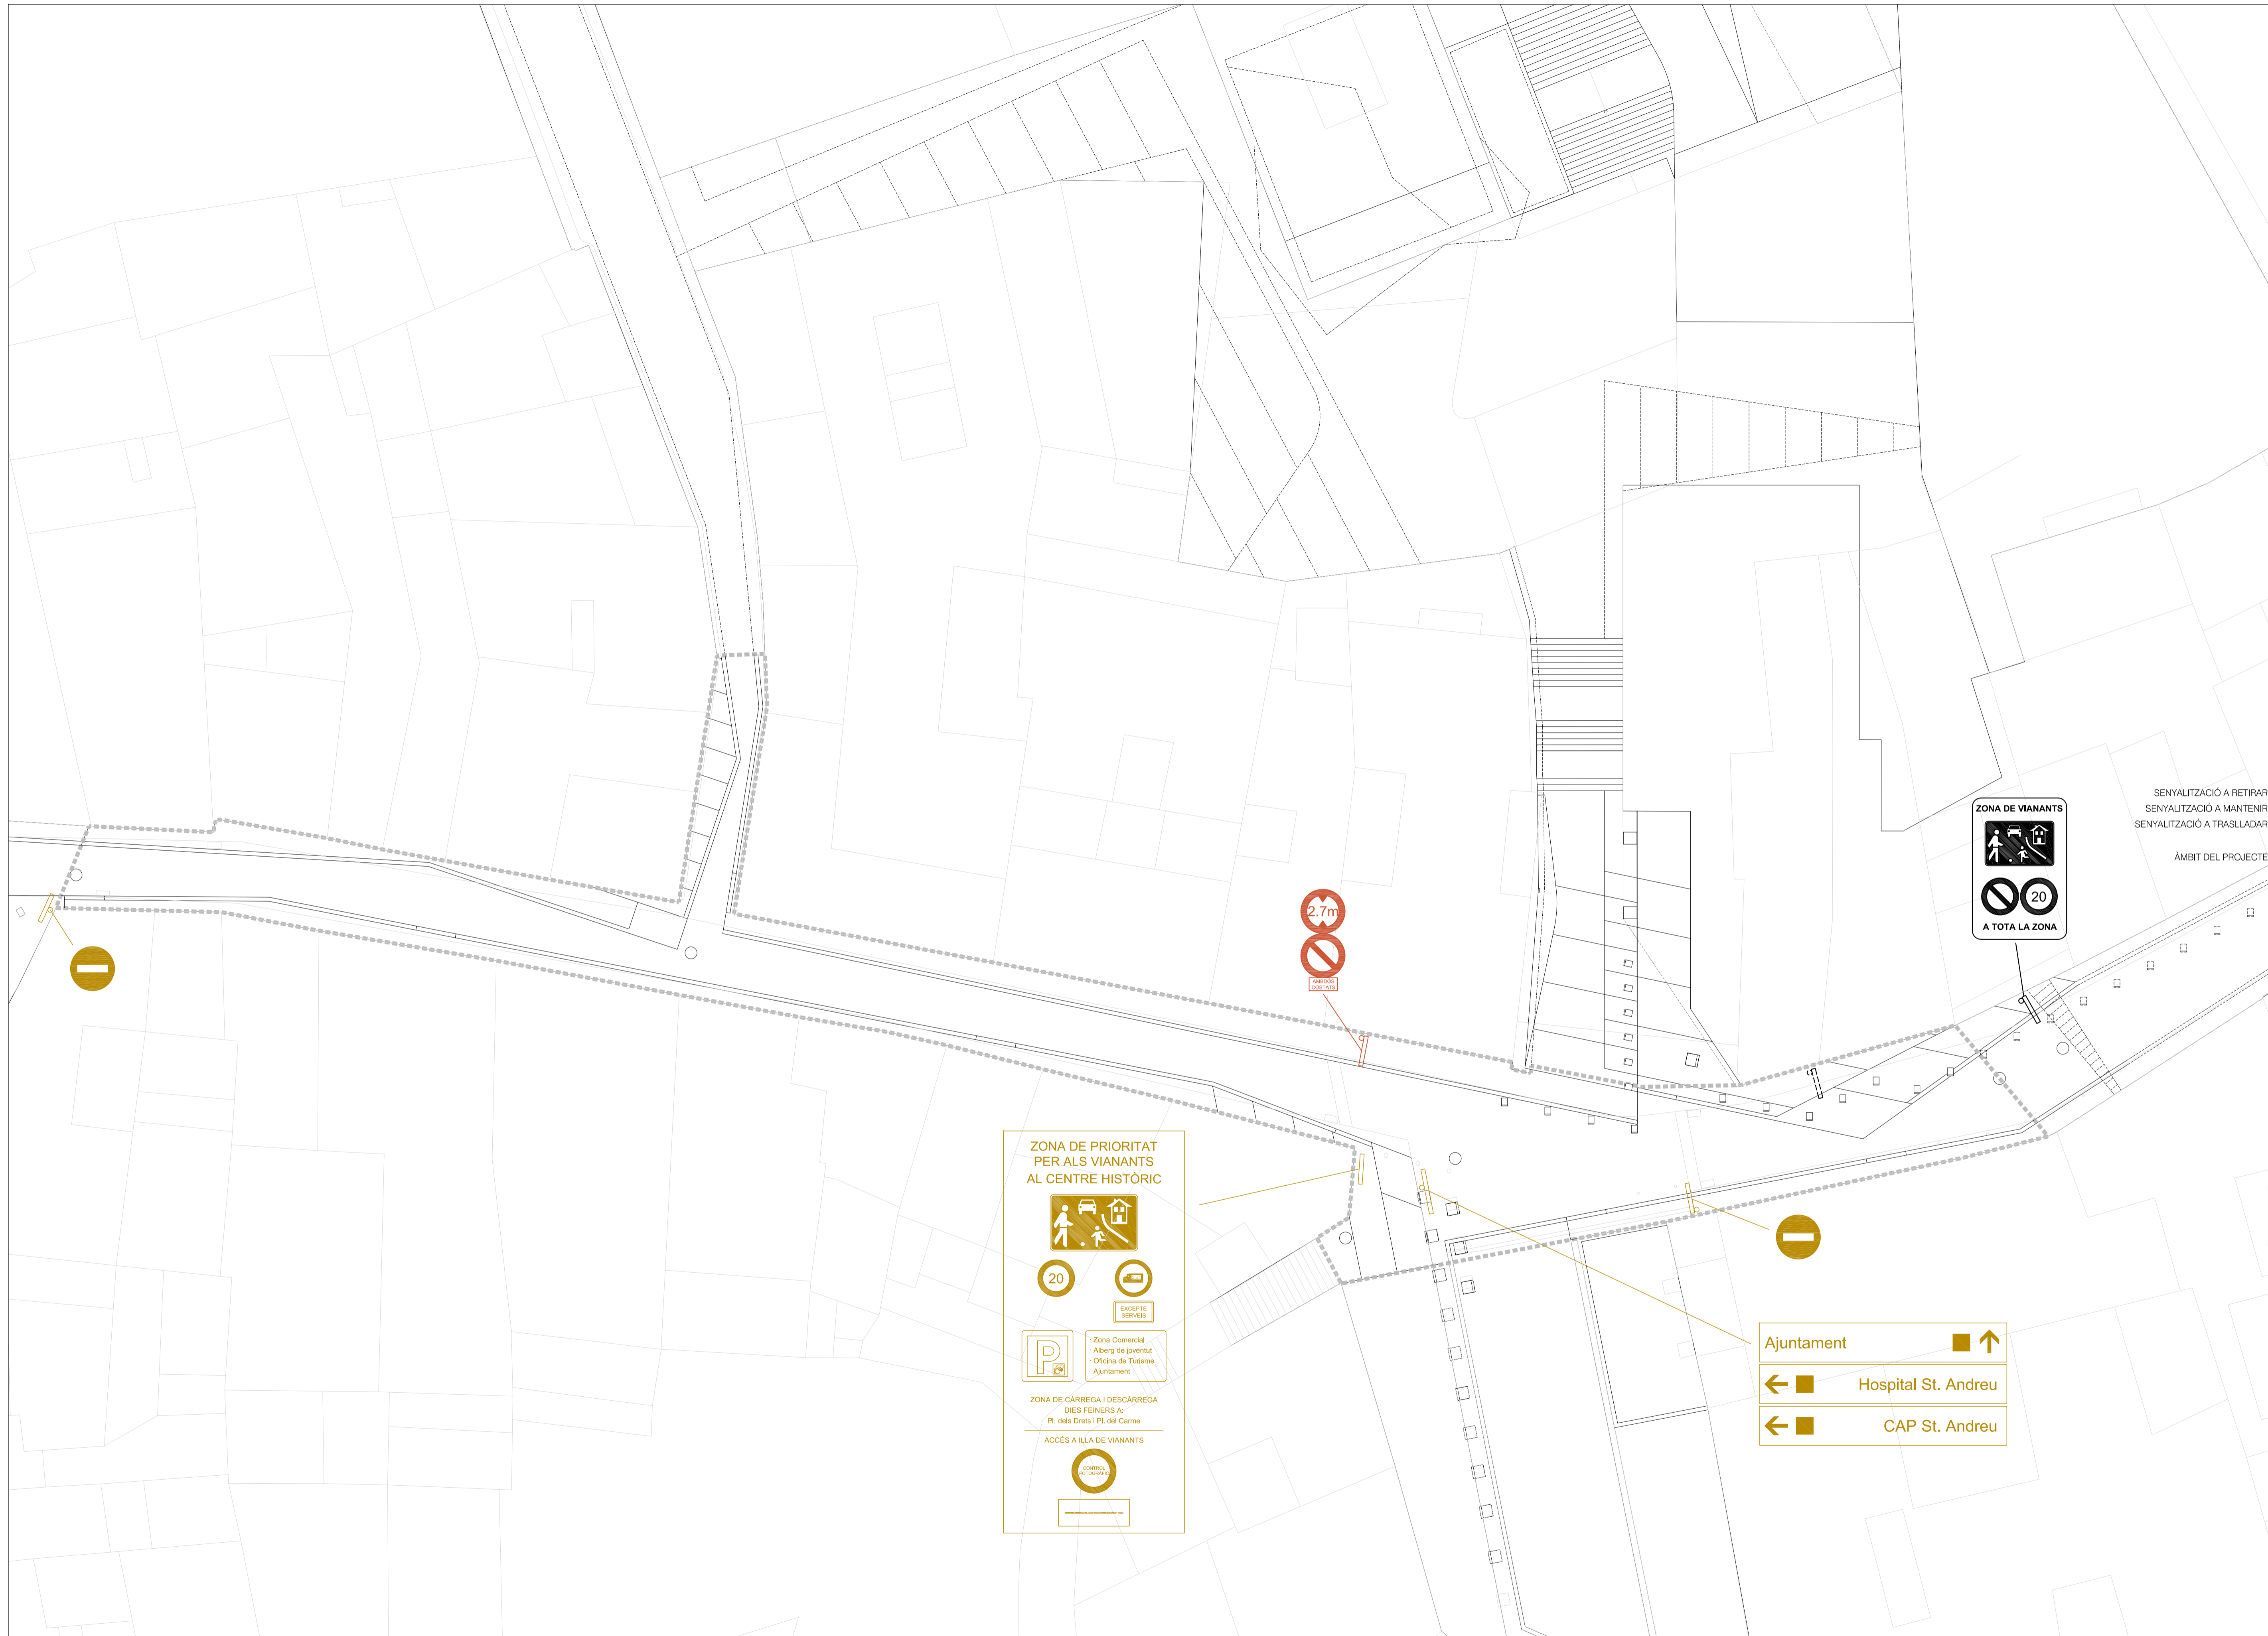 SENYALITZACIÓ A RETIRAR
SENYALITZACIÓ A MANTENIR
SENYALITZACIÓ A TRASLLADAR
ÀMBIT DEL PROJECTE
ZONA DE VIANANTS
20
A TOTA LA ZONA
2.7m
AMBDÓS
COSTATS
ZONA DE PRIORITAT
PER ALS VIANANTS
AL CENTRE HISTÒRIC
20
EXCEPTE
SERVEIS
P
· Zona Comercial
· Alberg de joventut
· Oficina de Turisme
· Ajuntament
ZONA DE CÀRREGA I DESCÀRREGA
DIES FEINERS A:
Pl. dels Drets i Pl. del Carme
ACCÉS A ILLA DE VIANANTS
CONTROL
FOTOGRÀFIC
Ajuntament
Hospital St. Andreu
CAP St. Andreu